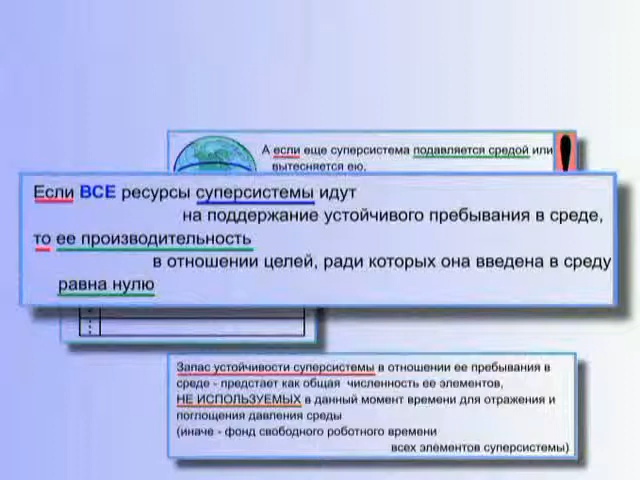 А если еще суперсистема подавляется средой или
вытесняется ею,
Если ВСЕ ресурсы суперсистемы идут
на поддержание устойчивого пребывания в среде,
то ее производительность
в отношении целей, ради которых она введена в среду
равна нулю
Запас устойчивости суперсистемы в отношении ее пребывания в
среде - предстает как общая численность ее элементов,
НЕ ИСПОЛЬЗУЕМЫХ в данный момент времени для отражения и
поглощения давления среды
(иначе - фонд свободного роботного времени
всех элементов суперсистемы)